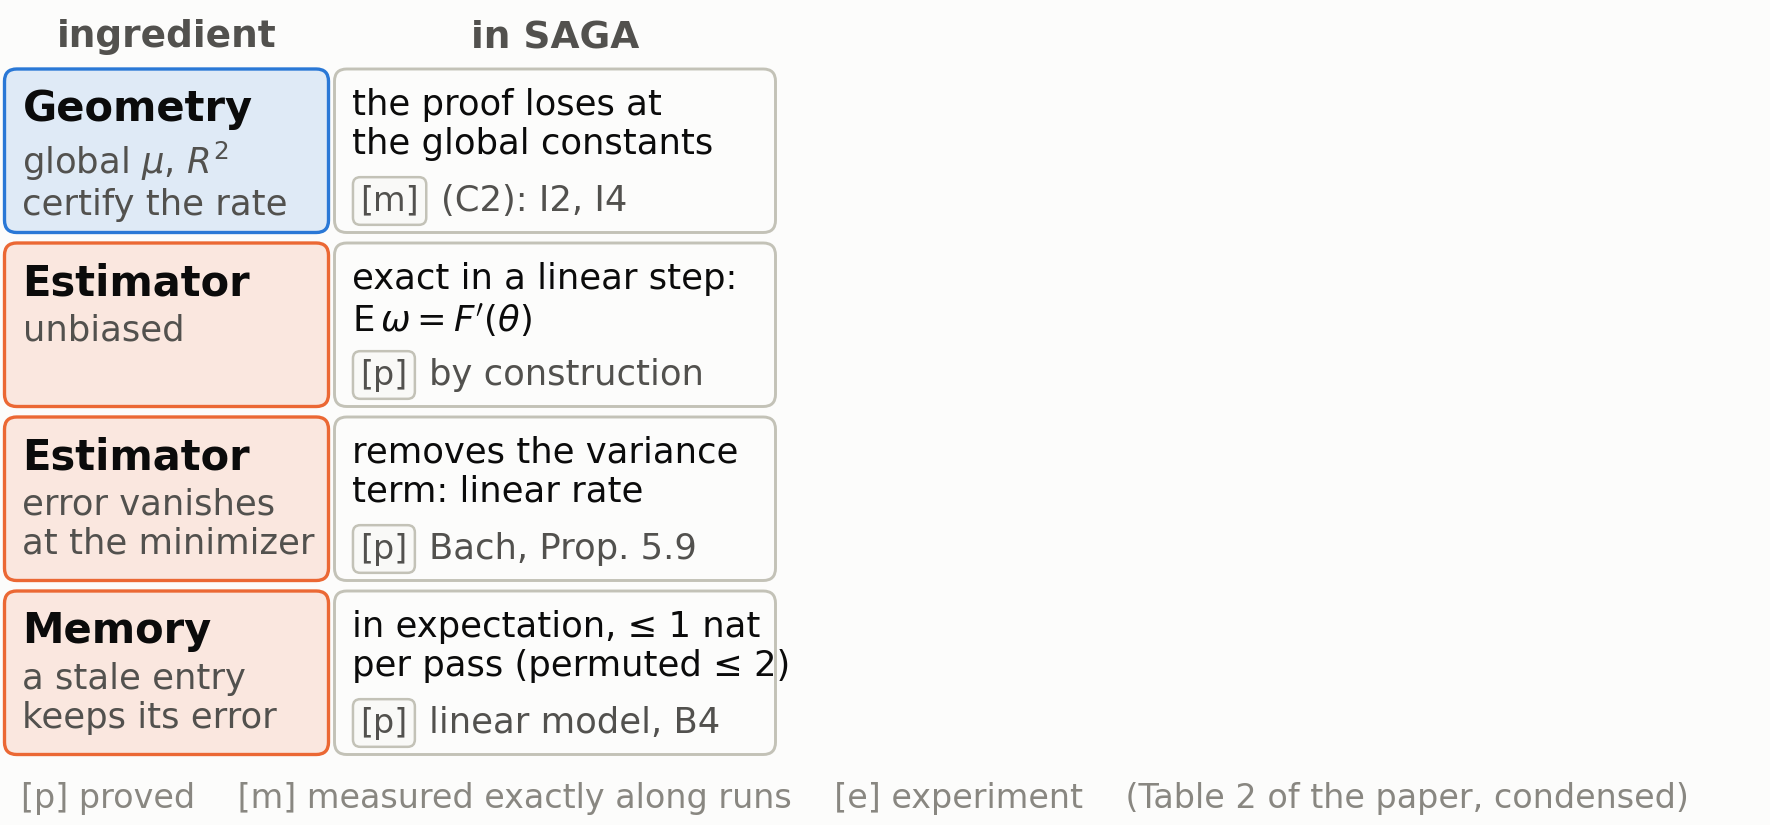 ingredient
in SAGA
Geometry
global μ, R²
certify the rate
the proof loses at
the global constants
[m] (C2): I2, I4
Estimator
unbiased
exact in a linear step:
E ω = F′(θ)
[p] by construction
Estimator
error vanishes
at the minimizer
removes the variance
term: linear rate
[p] Bach, Prop. 5.9
Memory
a stale entry
keeps its error
in expectation, ≤ 1 nat
per pass (permuted ≤ 2)
[p] linear model, B4
[p] proved [m] measured exactly along runs [e] experiment (Table 2 of the paper, condensed)